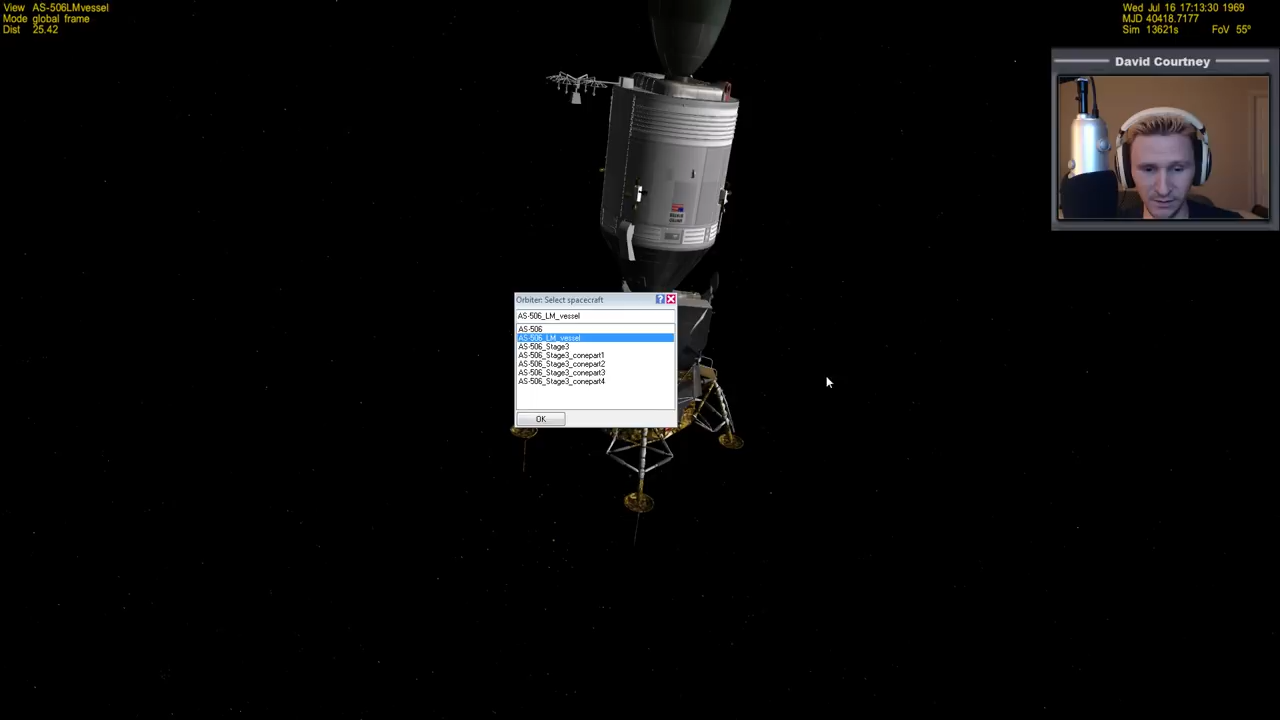 View AS-506LMvessel
Mode global frame
Dist 25.42
Wed Jul 16 17:13:30 1969
MJD 40418.7177
Sim 13621s FoV 55°
David Courtney
Orbiter: Select spacecraft
AS-506_LM_vessel
AS-506
AS-506_LM_vessel
AS-506_Stage3
AS-506_Stage3_conepart1
AS-506_Stage3_conepart2
AS-506_Stage3_conepart3
AS-506_Stage3_conepart4
OK